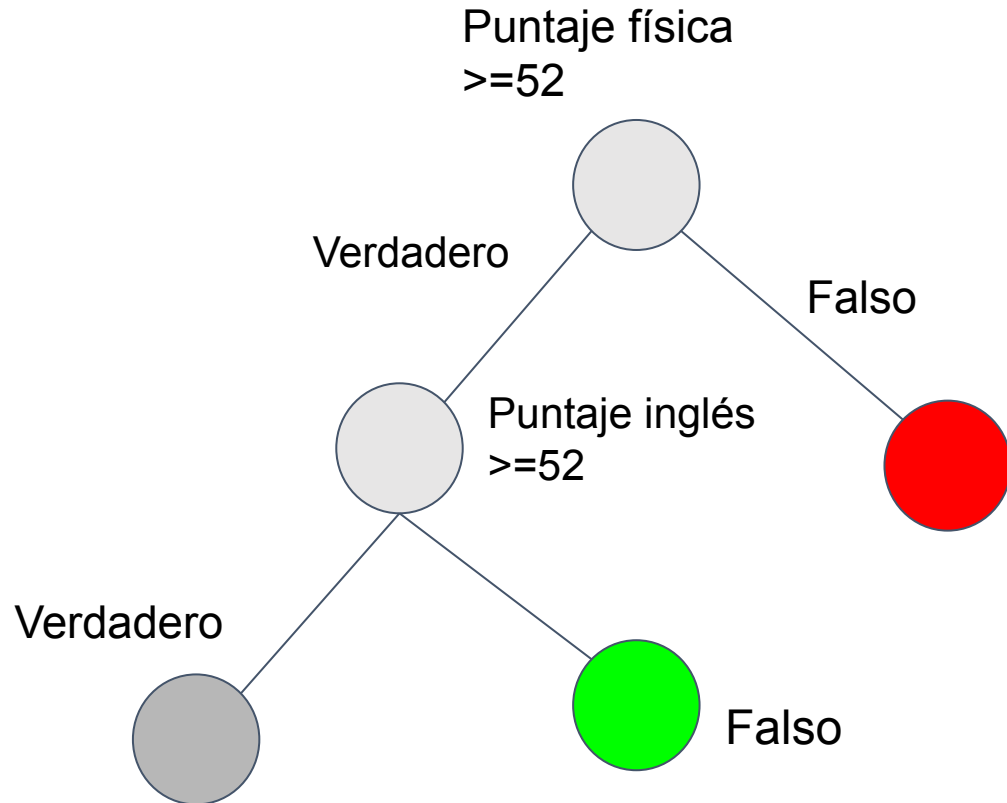 Puntaje física
>=52
Verdadero
Falso
Puntaje inglés
>=52
Verdadero
Falso